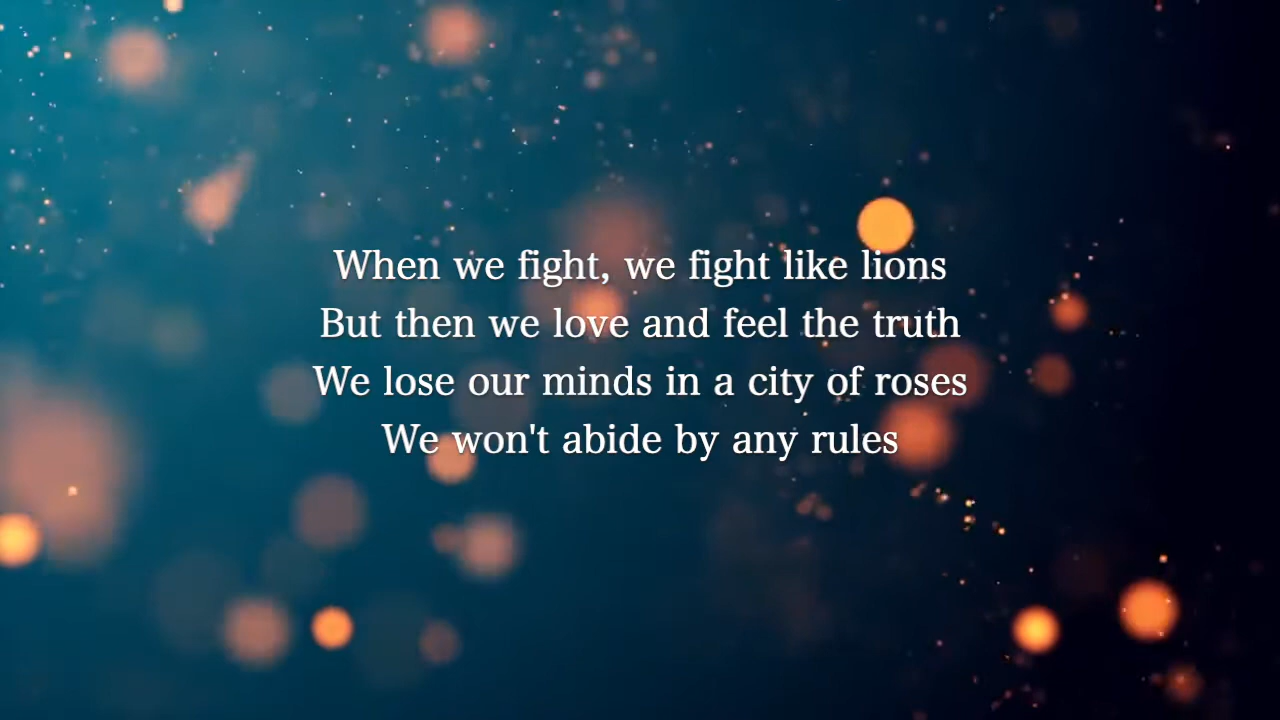 When we fight, we fight like lions
But then we love and feel the truth
We lose our minds in a city of roses
We won't abide by any rules